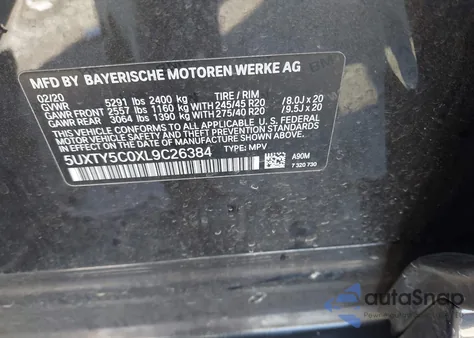 MFD BY BAYERISCHE MOTOREN WERKE AG
02/20 TIRE / RIM
GVWR 5291 lbs 2400 kg
GAWR FRONT 2557 lbs 1160 kg WITH 245/45 R20 /8.0J x 20
GAWR REAR 3064 lbs 1390 kg WITH 275/40 R20 /9.5J x 20
THIS VEHICLE CONFORMS TO ALL APPLICABLE
FEDERAL MOTOR VEHICLE SAFETY, BUMPER
AND THEFT PREVENTION STANDARDS IN EFFECT
ON THE DATE OF MANUFACTURE SHOWN ABOVE.
5UXTY5C0XL9C26384 TYPE: MPV
A90M
7 320 730
autoSnap